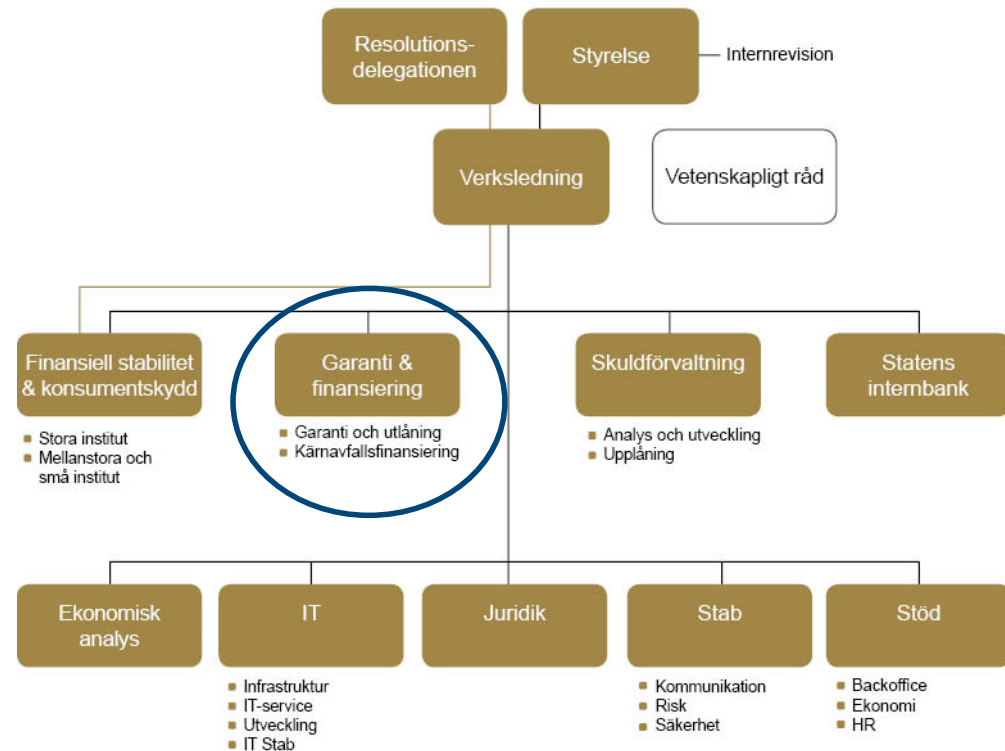 Resolutions-
delegationen
Styrelse
Internrevision
Verksledning
Vetenskapligt råd
Finansiell stabilitet
& konsumentskydd
Stora institut
Mellanstora och
små institut
Garanti &
finansiering
Garanti och utlåning
Kärnavfallsfinansiering
Skuldförvaltning
Analys och utveckling
Upplåning
Statens
internbank
Ekonomisk
analys
IT
Infrastruktur
IT-service
Utveckling
IT Stab
Juridik
Stab
Kommunikation
Risk
Säkerhet
Stöd
Backoffice
Ekonomi
HR